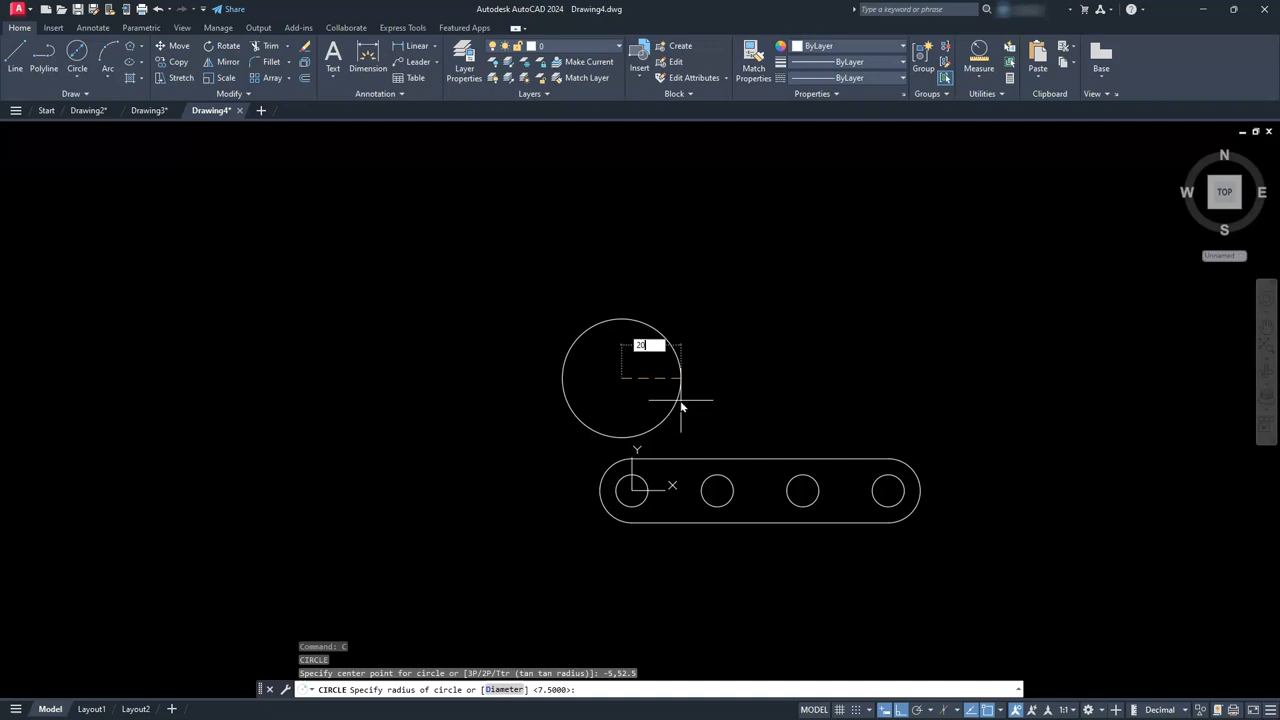 Share
Autodesk AutoCAD 2024 Drawing4.dwg
Type a keyword or phrase
Home Insert Annotate Parametric View Manage Output Add-ins Collaborate Express Tools Featured Apps
Line Polyline Circle Arc
Move Rotate Trim
Copy Mirror Fillet
Stretch Scale Array
Text Dimension
Linear
Leader
Table
Layer Properties
0
Make Current
Match Layer
Insert
Create
Edit
Edit Attributes
Match Properties
ByLayer
ByLayer
ByLayer
Group
Measure
Paste
Base
Draw Modify Annotation Layers Block Properties Groups Utilities Clipboard View
Start Drawing2* Drawing3* Drawing4*
N
W TOP E
S
Unnamed
20
Y
X
Command: C
CIRCLE
Specify center point for circle or [3P/2P/Ttr (tan tan radius)]: -5,52.5
CIRCLE Specify radius of circle or [Diameter] <7.5000>:
Model Layout1 Layout2
MODEL
1:1
Decimal